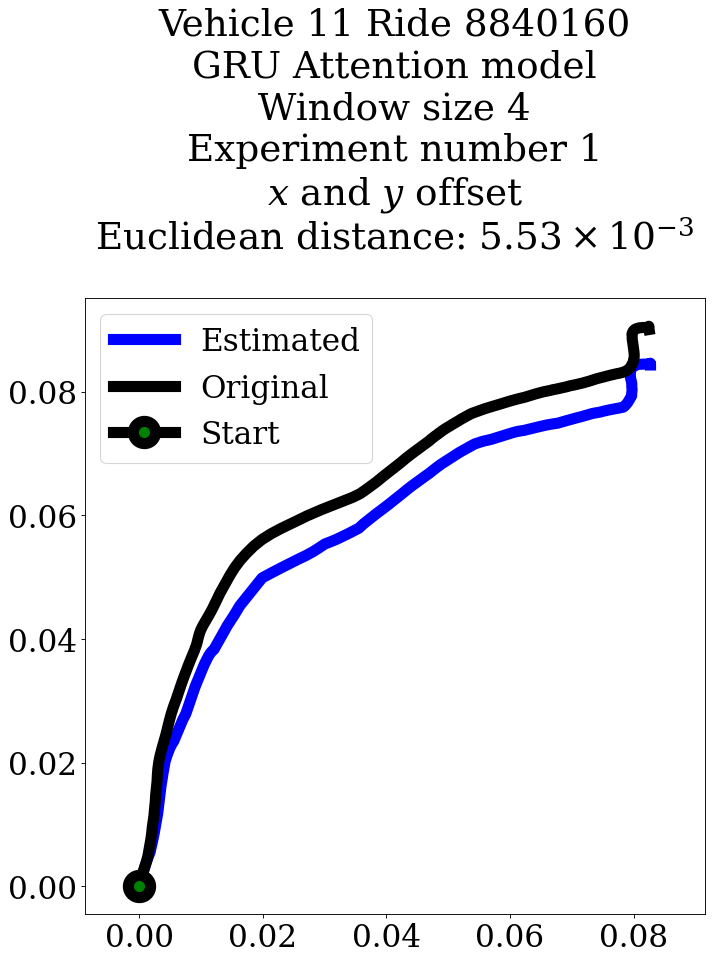 Vehicle 11 Ride 8840160
GRU Attention model
Window size 4
Experiment number 1
x and y offset
Euclidean distance: 5.53 × 10⁻³
Estimated
Original
Start
0.08
0.06
0.04
0.02
0.00
0.00 0.02 0.04 0.06 0.08